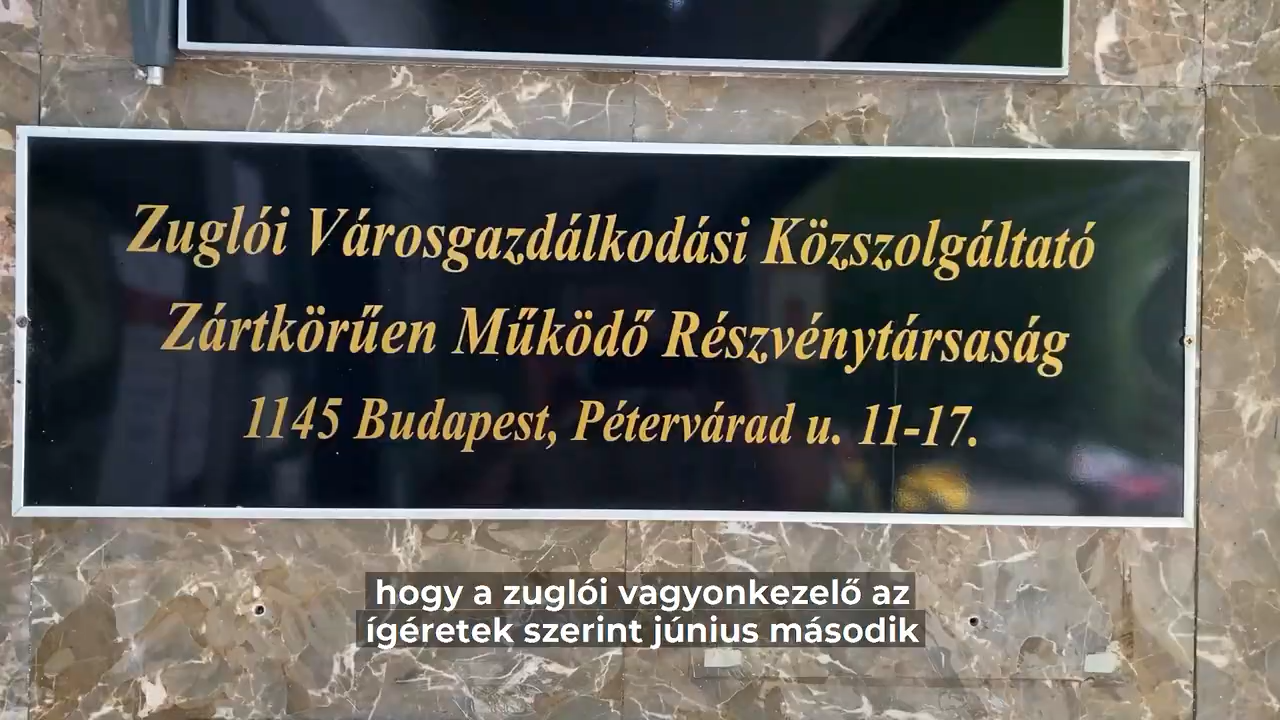 Zuglói Városgazdálkodási Közszolgáltató
Zártkörűen Működő Részvénytársaság
1145 Budapest, Pétervárad u. 11-17.
hogy a zuglói vagyonkezelő az
ígéretek szerint június második